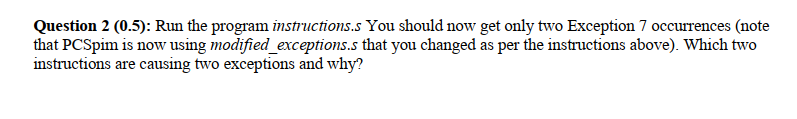 Question 2 (0.5): Run the program instructions.s You should now get only two Exception 7 occurrences (note
that PCSpim is now using modified_exceptions.s that you changed as per the instructions above). Which two
instructions are causing two exceptions and why?